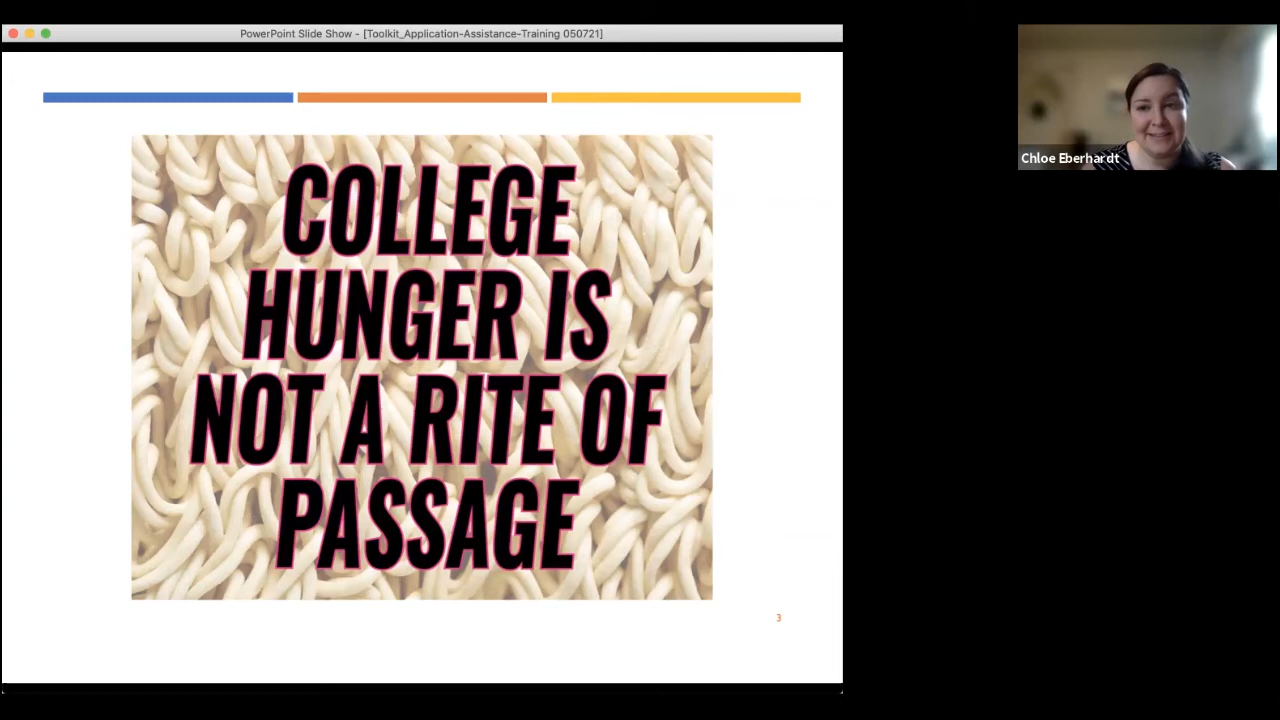 PowerPoint Slide Show - [Toolkit_Application-Assistance-Training 050721]
COLLEGE
HUNGER IS
NOT A RITE OF
PASSAGE
3
Chloe Eberhardt